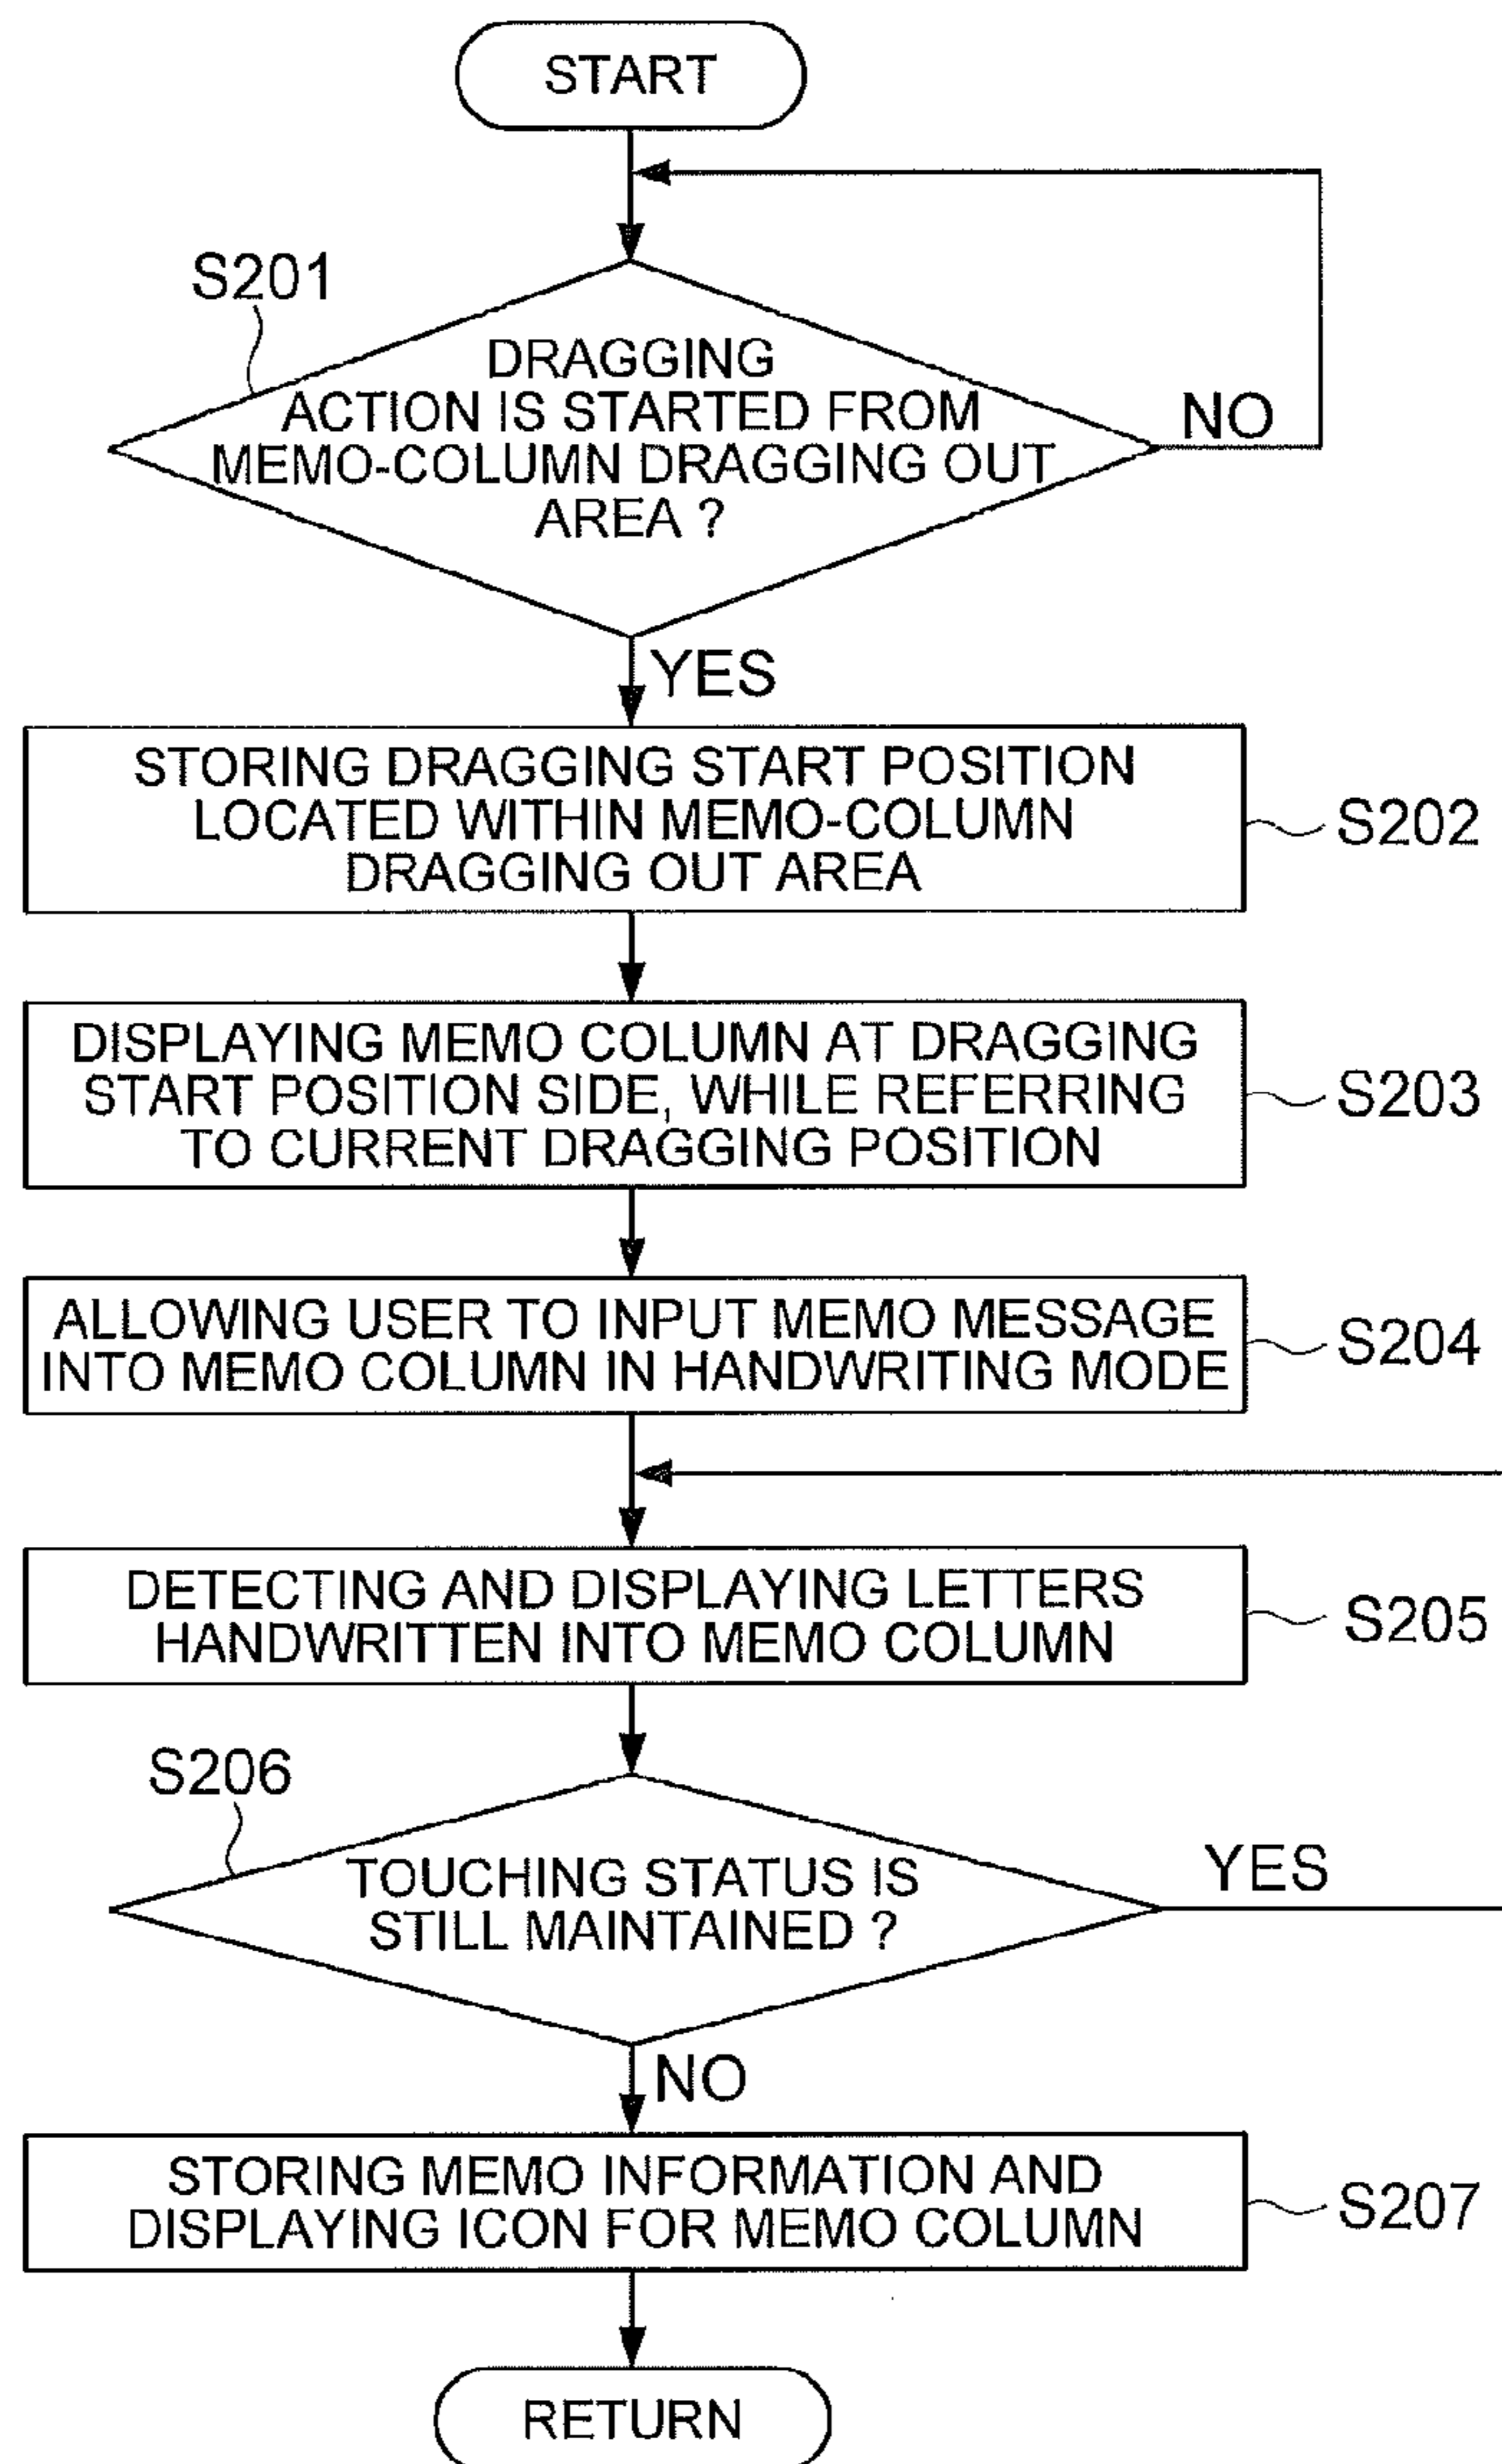 START
S201
DRAGGING
ACTION IS STARTED FROM
MEMO-COLUMN DRAGGING OUT
AREA ?
NO
YES
STORING DRAGGING START POSITION
LOCATED WITHIN MEMO-COLUMN
DRAGGING OUT AREA
S202
DISPLAYING MEMO COLUMN AT DRAGGING
START POSITION SIDE, WHILE REFERRING
TO CURRENT DRAGGING POSITION
S203
ALLOWING USER TO INPUT MEMO MESSAGE
INTO MEMO COLUMN IN HANDWRITING MODE
S204
DETECTING AND DISPLAYING LETTERS
HANDWRITTEN INTO MEMO COLUMN
S205
S206
TOUCHING STATUS IS
STILL MAINTAINED ?
YES
NO
STORING MEMO INFORMATION AND
DISPLAYING ICON FOR MEMO COLUMN
S207
RETURN